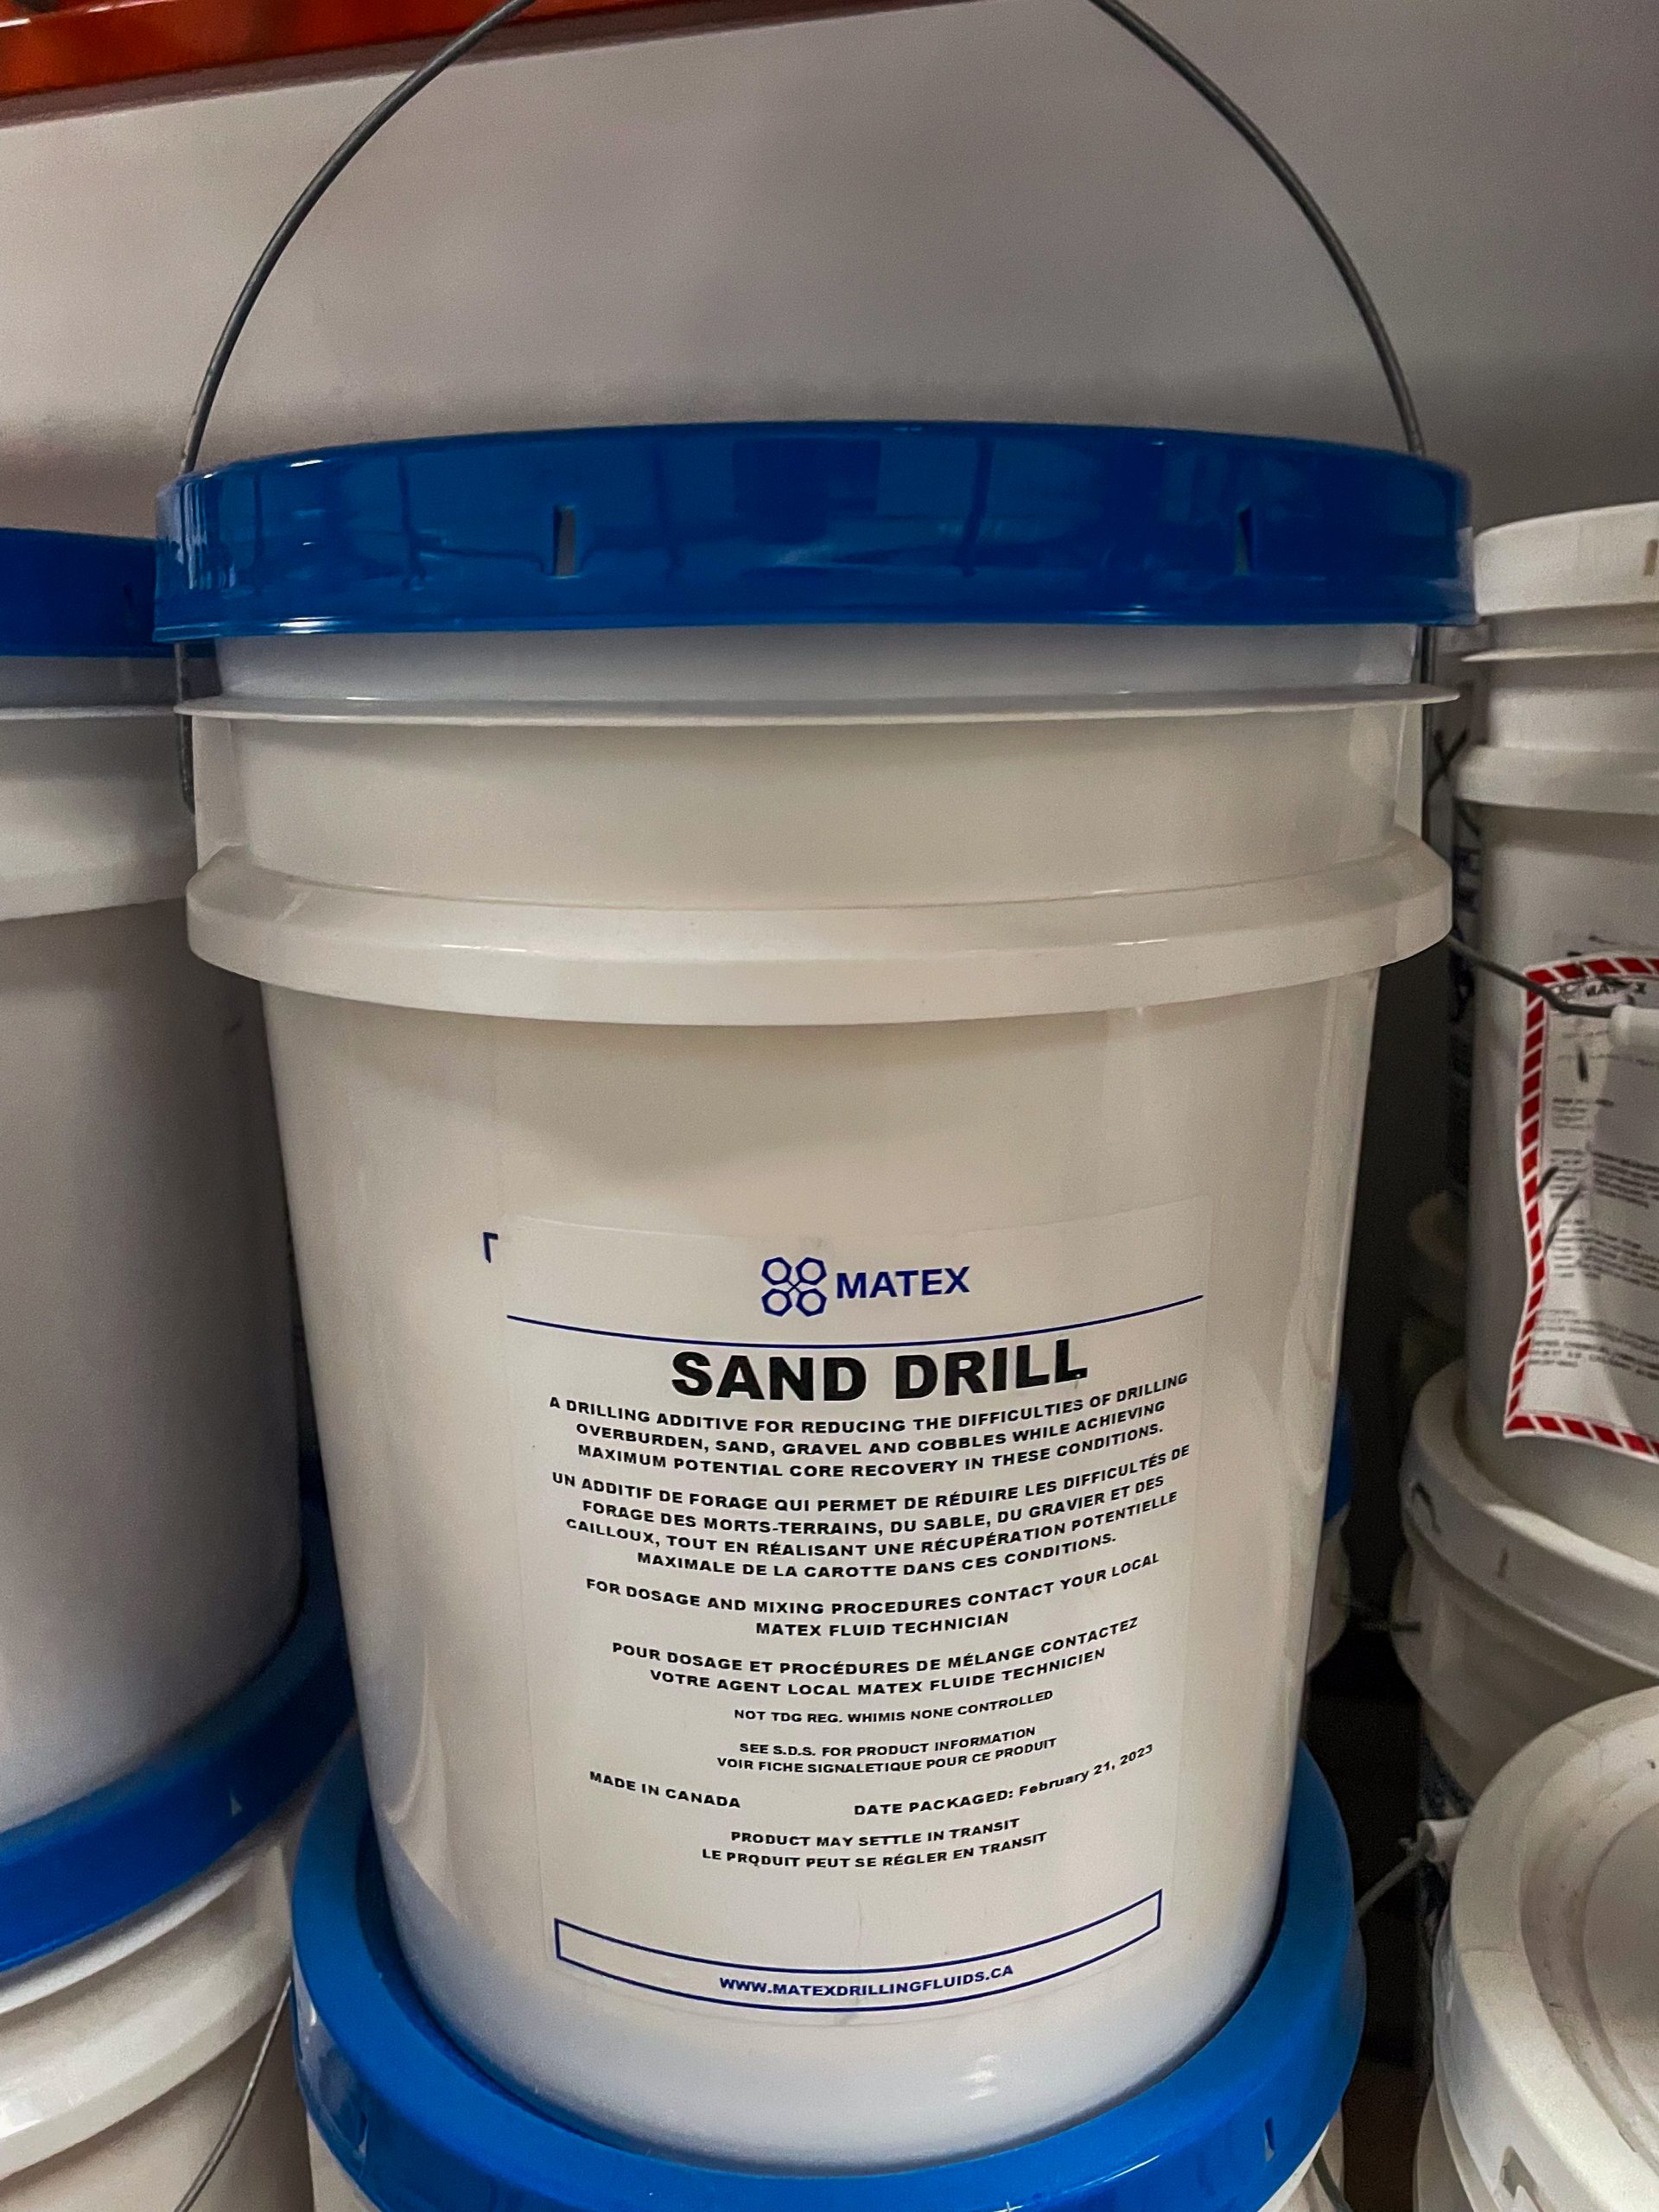 MATEX
SAND DRILL
A DRILLING ADDITIVE FOR REDUCING THE DIFFICULTIES OF DRILLING
OVERBURDEN, SAND, GRAVEL AND COBBLES WHILE ACHIEVING
MAXIMUM POTENTIAL CORE RECOVERY IN THESE CONDITIONS.
UN ADDITIF DE FORAGE QUI PERMET DE RÉDUIRE LES DIFFICULTÉS DE
FORAGE DES MORTS-TERRAINS, DU SABLE, DU GRAVIER ET DES
CAILLOUX, TOUT EN RÉALISANT UNE RÉCUPÉRATION POTENTIELLE
MAXIMALE DE LA CAROTTE DANS CES CONDITIONS.
FOR DOSAGE AND MIXING PROCEDURES CONTACT YOUR LOCAL
MATEX FLUID TECHNICIAN
POUR DOSAGE ET PROCÉDURES DE MÉLANGE CONTACTEZ
VOTRE AGENT LOCAL MATEX FLUIDE TECHNICIEN
NOT TDG REG. WHIMIS NONE CONTROLLED
SEE S.D.S. FOR PRODUCT INFORMATION
VOIR FICHE SIGNALETIQUE POUR CE PRODUIT
MADE IN CANADA DATE PACKAGED: February 21, 2023
PRODUCT MAY SETTLE IN TRANSIT
LE PRODUIT PEUT SE RÉGLER EN TRANSIT
WWW.MATEXDRILLINGFLUIDS.CA
MATEX